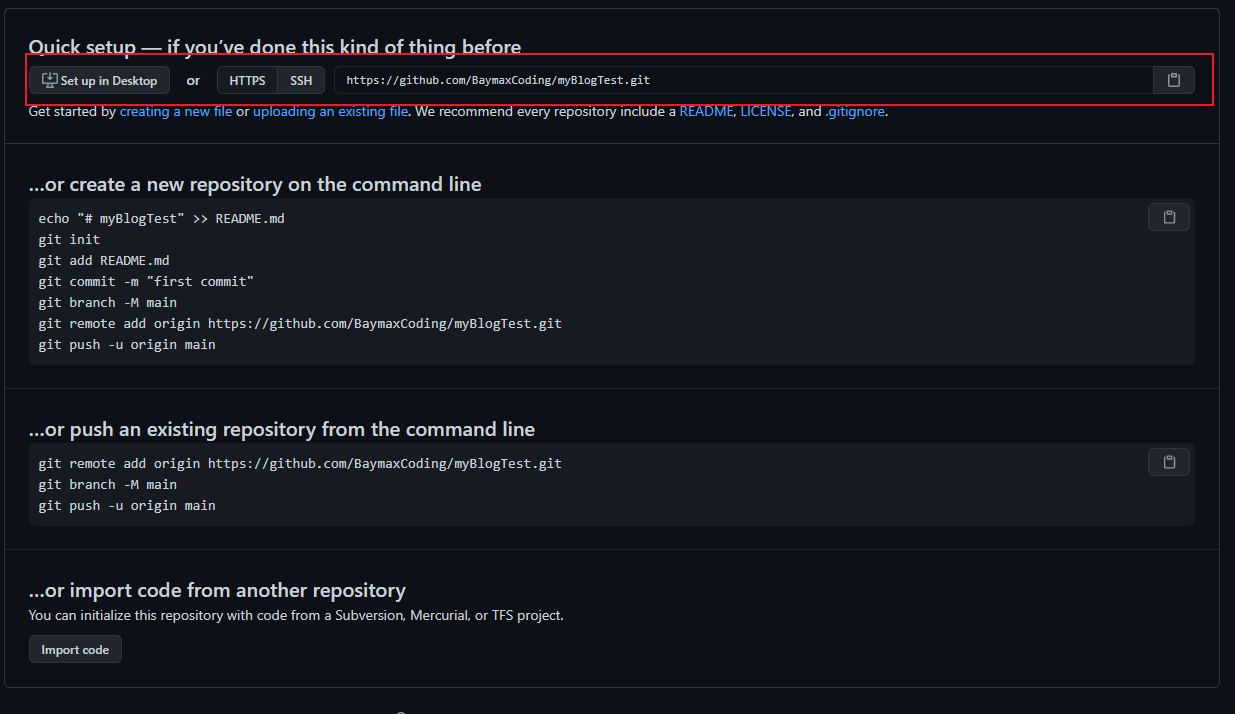 Quick setup — if you've done this kind of thing before
Set up in Desktop or HTTPS SSH https://github.com/BaymaxCoding/myBlogTest.git
Get started by creating a new file or uploading an existing file. We recommend every repository include a README, LICENSE, and .gitignore.
...or create a new repository on the command line
echo "# myBlogTest" >> README.md
git init
git add README.md
git commit -m "first commit"
git branch -M main
git remote add origin https://github.com/BaymaxCoding/myBlogTest.git
git push -u origin main
...or push an existing repository from the command line
git remote add origin https://github.com/BaymaxCoding/myBlogTest.git
git branch -M main
git push -u origin main
...or import code from another repository
You can initialize this repository with code from a Subversion, Mercurial, or TFS project.
Import code